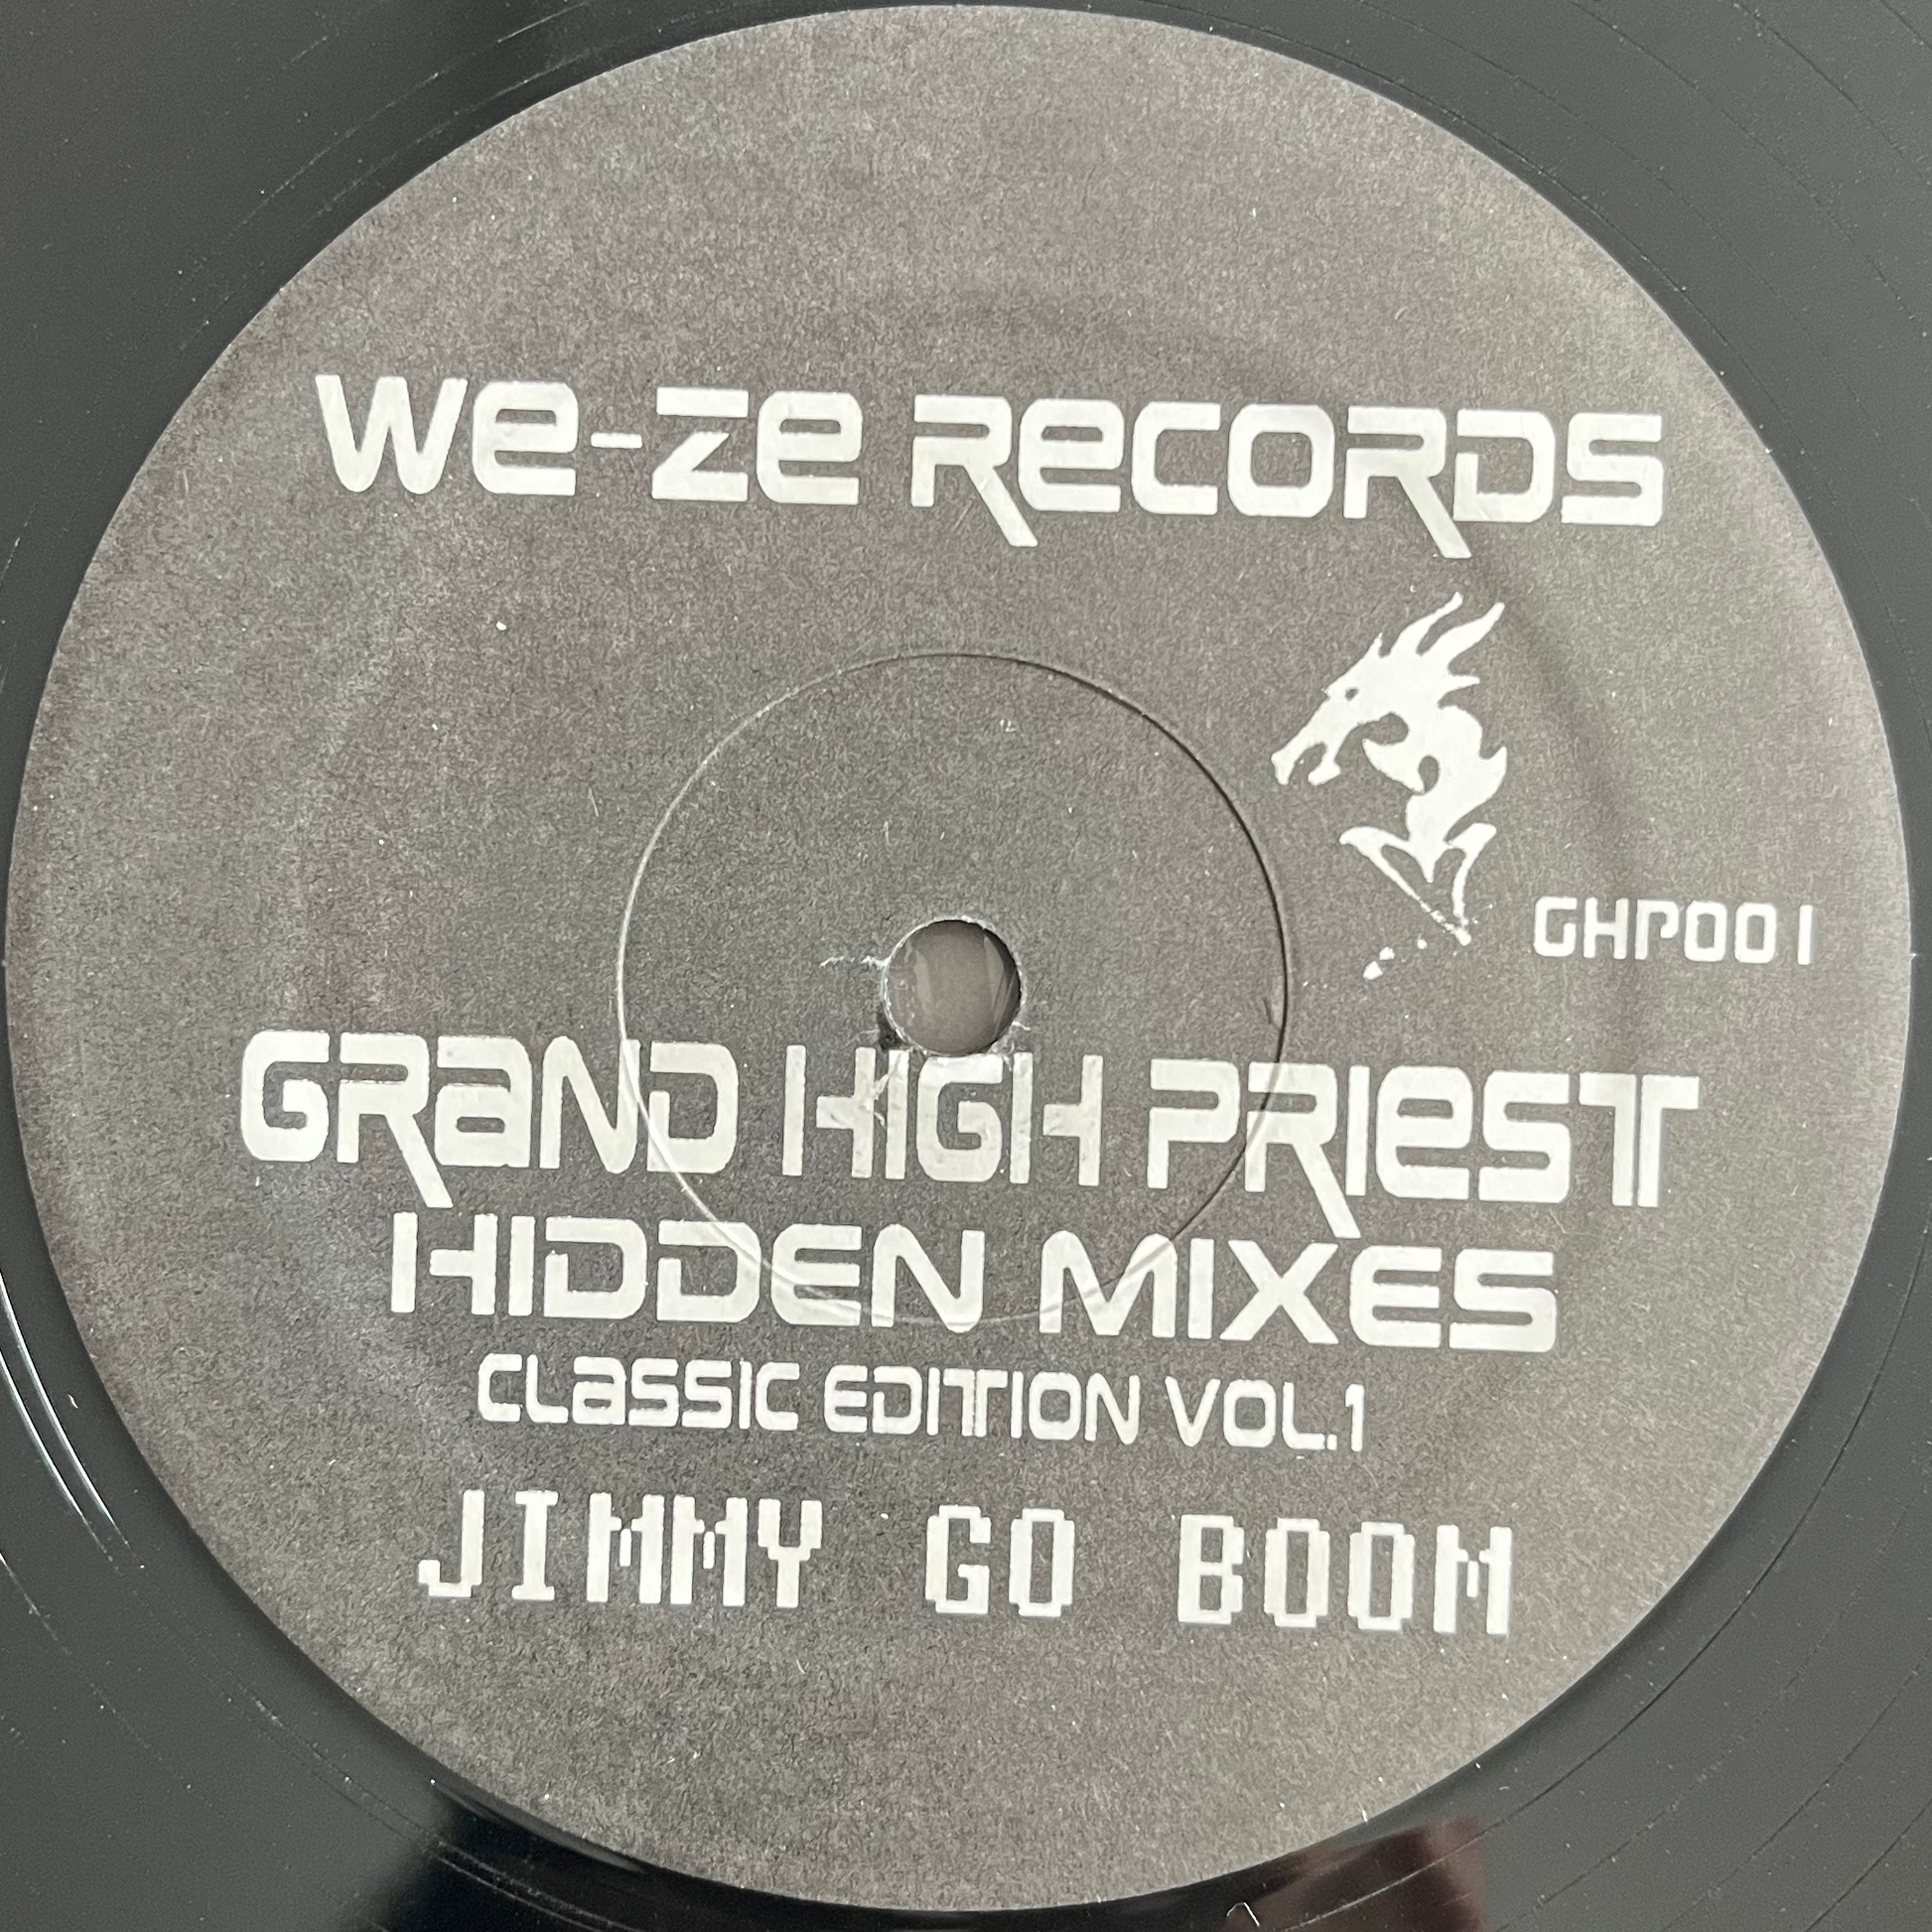 We-Ze Records
GHP001
GRaND HIGH PRIeST
HIDDEN MIXES
CLaSSIC EDITION VOL.1
JIMMY GO BOOM